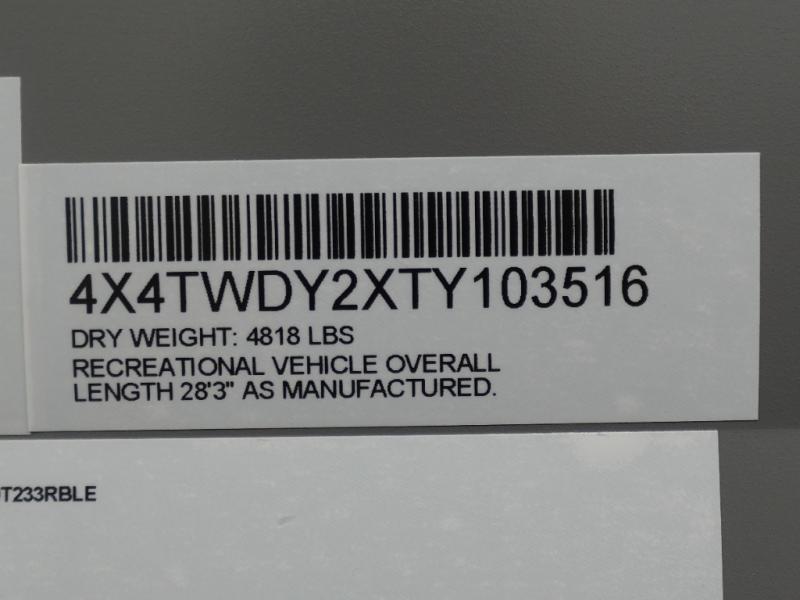 4X4TWDY2XTY103516
DRY WEIGHT: 4818 LBS
RECREATIONAL VEHICLE OVERALL
LENGTH 28'3" AS MANUFACTURED.
T233RBLE